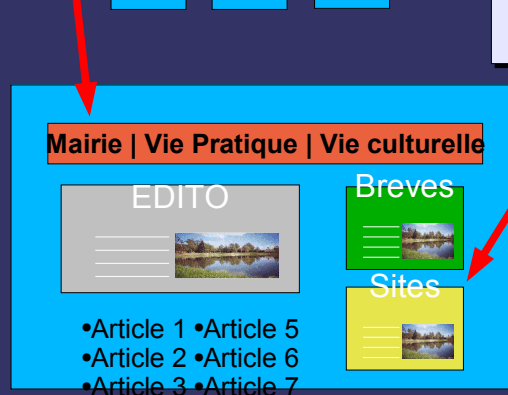 Mairie | Vie Pratique | Vie culturelle
EDITO
Breves
Sites
•Article 1 •Article 5
•Article 2 •Article 6
•Article 3 •Article 7